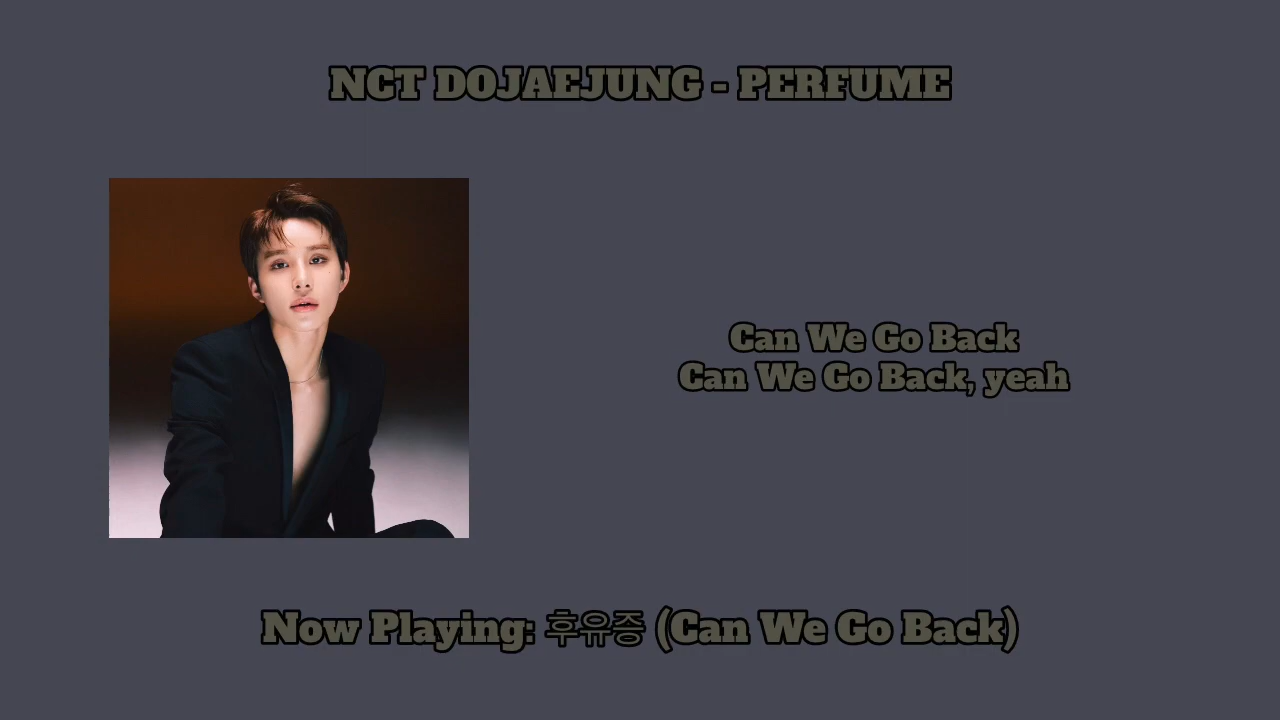 NCT DOJAEJUNG - PERFUME
Can We Go Back
Can We Go Back, yeah
Now Playing: 후유증 (Can We Go Back)